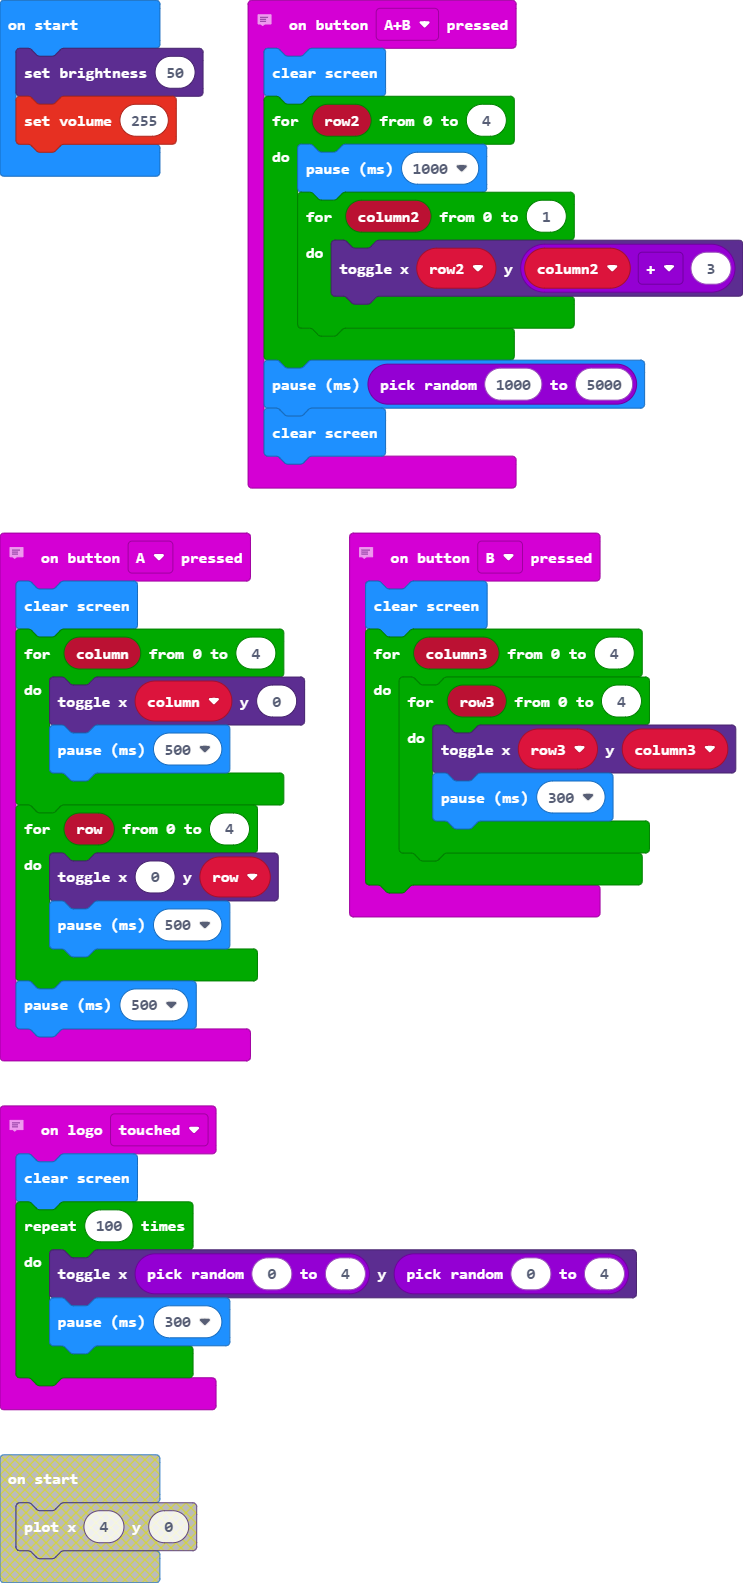 on start
set brightness 50
set volume 255
on button A+B pressed
clear screen
for row2 from 0 to 4
do
pause (ms) 1000
for column2 from 0 to 1
do
toggle x row2 y column2 + 3
pause (ms) pick random 1000 to 5000
clear screen
on button A pressed
clear screen
for column from 0 to 4
do
toggle x column y 0
pause (ms) 500
for row from 0 to 4
do
toggle x 0 y row
pause (ms) 500
pause (ms) 500
on button B pressed
clear screen
for column3 from 0 to 4
do
for row3 from 0 to 4
do
toggle x row3 y column3
pause (ms) 300
on logo touched
clear screen
repeat 100 times
do
toggle x pick random 0 to 4 y pick random 0 to 4
pause (ms) 300
on start
plot x 4 y 0